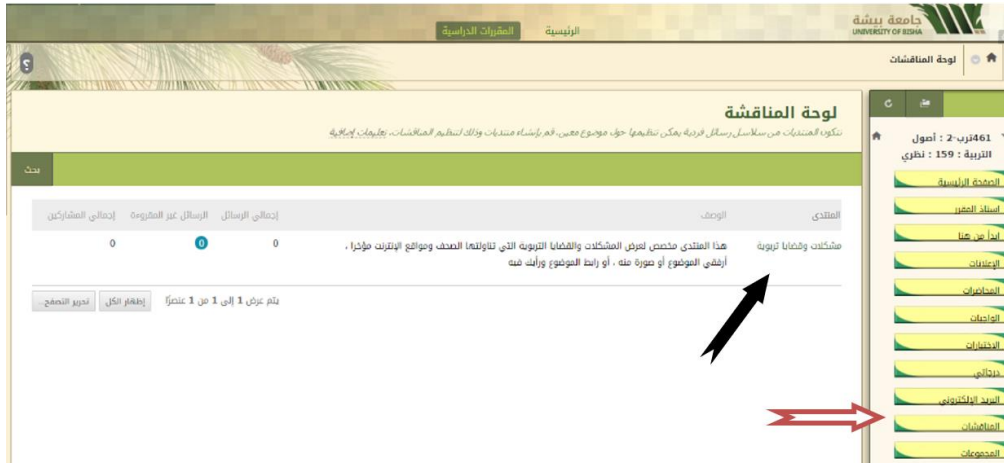 جامعة بيشة
UNIVERSITY OF BISHA
الرئيسية
المقررات الدراسية
لوحة المناقشات
؟
461ترب-2 : أصول
التربية : 159 : نظري
الصفحة الرئيسية
استاذ المقرر
ابدأ من هنا
الإعلانات
المحاضرات
الواجبات
الاختبارات
درجاتي
البريد الإلكتروني
المناقشات
المجموعات
لوحة المناقشة
تتكون المنتديات من سلاسل رسائل فردية يمكن تنظيمها حول موضوع معين. قم بإنشاء منتديات وذلك لتنظيم المناقشات. تعليمات إضافية
بحث
المنتدى الوصف إجمالي الرسائل الرسائل غير المقروءة إجمالي المشاركين
مشكلات وقضايا تربوية هذا المنتدى مخصص لعرض المشكلات والقضايا التربوية التي تناولتها الصحف ومواقع الإنترنت مؤخرا ، 0 0 0
أرفقي الموضوع أو صورة منه ، أو رابط الموضوع ورأيك فيه
يتم عرض 1 إلى 1 من 1 عنصرًا إظهار الكل تحرير التصفح...